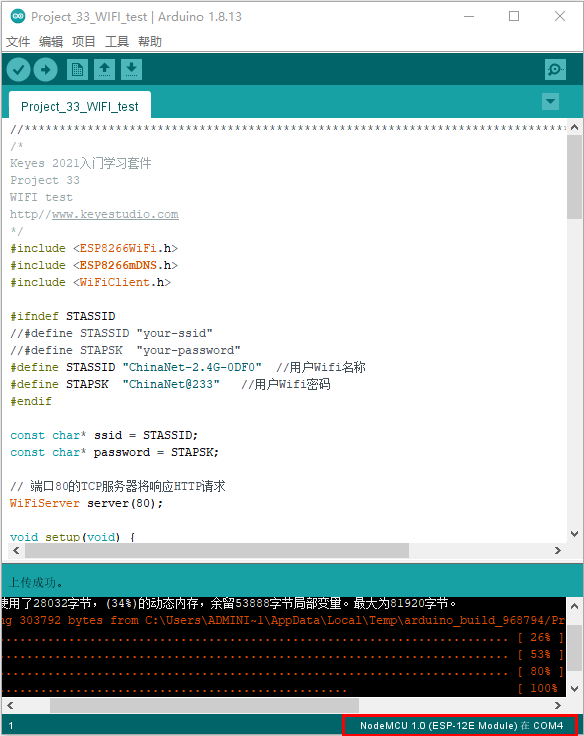 Project_33_WIFI_test | Arduino 1.8.13
文件 编辑 项目 工具 帮助
Project_33_WIFI_test
//******************************************************************************
/*
Keyes 2021入门学习套件
Project 33
WIFI test
http//www.keyestudio.com
*/
#include <ESP8266WiFi.h>
#include <ESP8266mDNS.h>
#include <WiFiClient.h>
#ifndef STASSID
//#define STASSID "your-ssid"
//#define STAPSK  "your-password"
#define STASSID "ChinaNet-2.4G-0DF0"  //用户Wifi名称
#define STAPSK  "ChinaNet@233"   //用户Wifi密码
#endif
const char* ssid = STASSID;
const char* password = STAPSK;
// 端口80的TCP服务器将响应HTTP请求
WiFiServer server(80);
void setup(void) {
上传成功。
使用了28032字节，(34%)的动态内存，余留53888字节局部变量。最大为81920字节。
ng 303792 bytes from C:\Users\ADMINI~1\AppData\Local\Temp\arduino_build_968794/Pr
................................................................................ [ 26% ]
................................................................................ [ 53% ]
................................................................................ [ 80% ]
.................................................. [ 100%
1
NodeMCU 1.0 (ESP-12E Module) 在 COM4